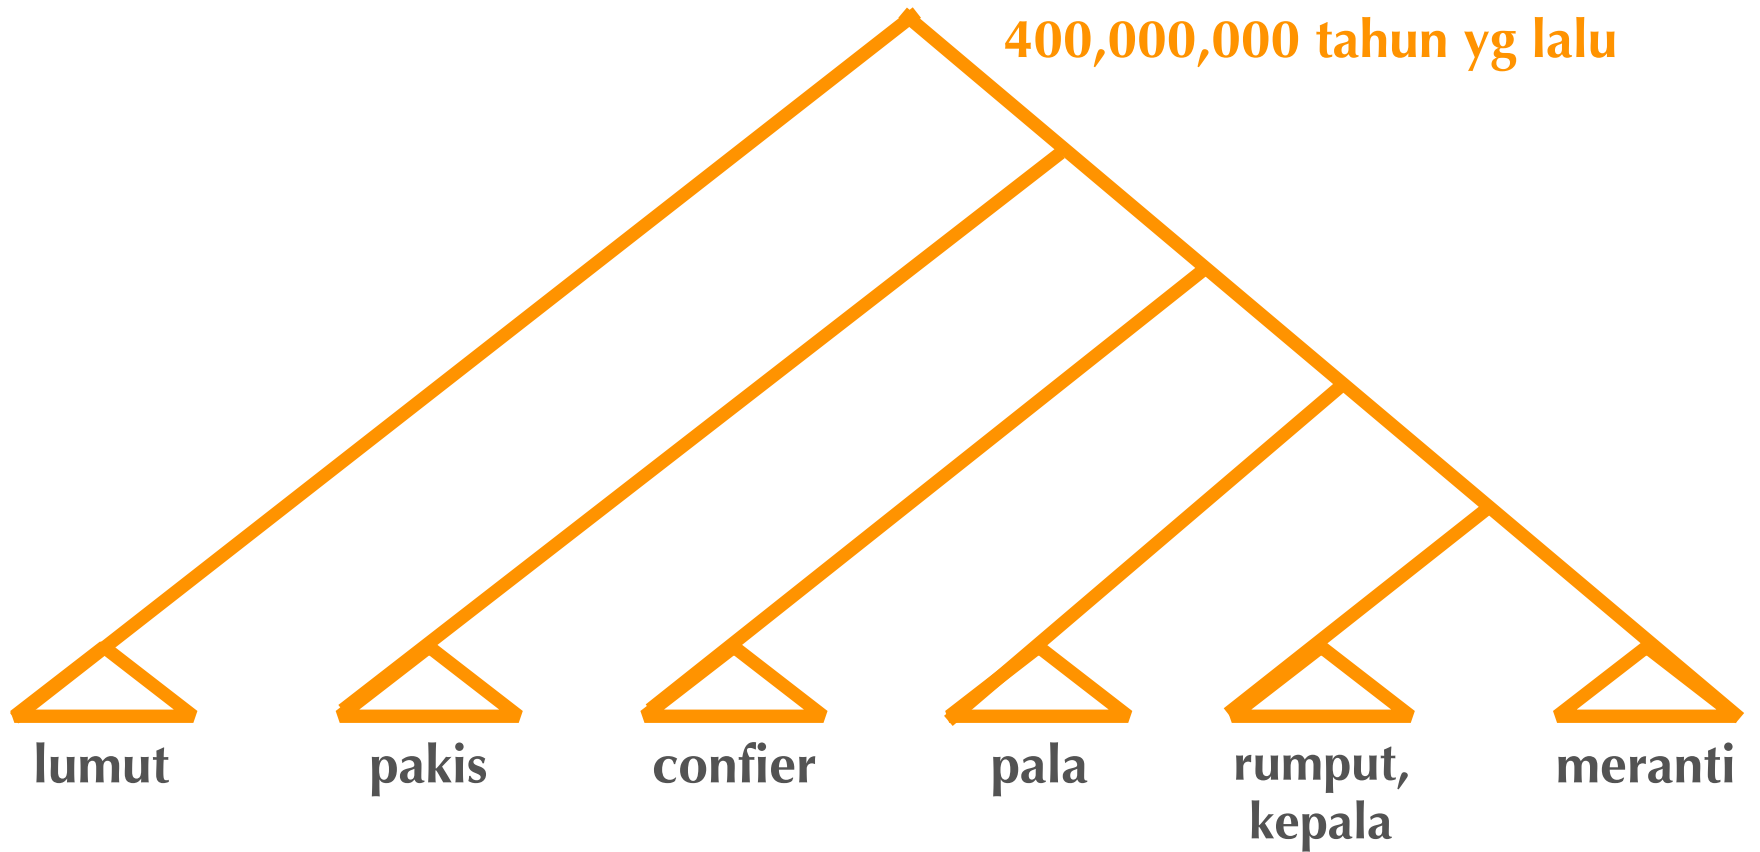 400,000,000 tahun yg lalu
lumut
pakis
confier
pala
rumput,
kepala
meranti